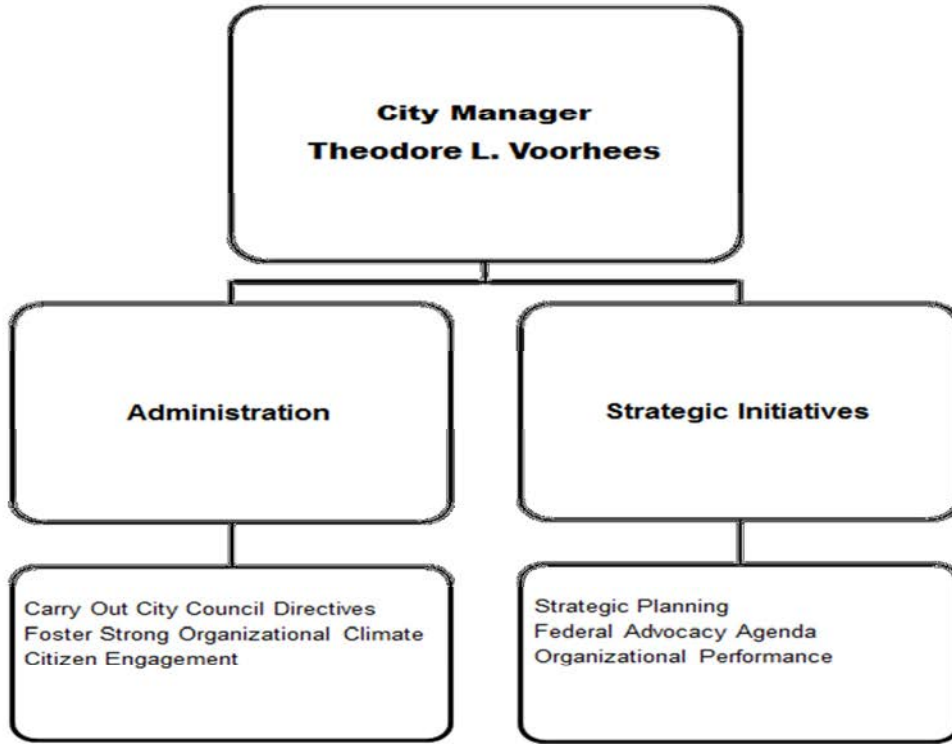 City Manager
Theodore L. Voorhees
Administration
Strategic Initiatives
Carry Out City Council Directives
Foster Strong Organizational Climate
Citizen Engagement
Strategic Planning
Federal Advocacy Agenda
Organizational Performance